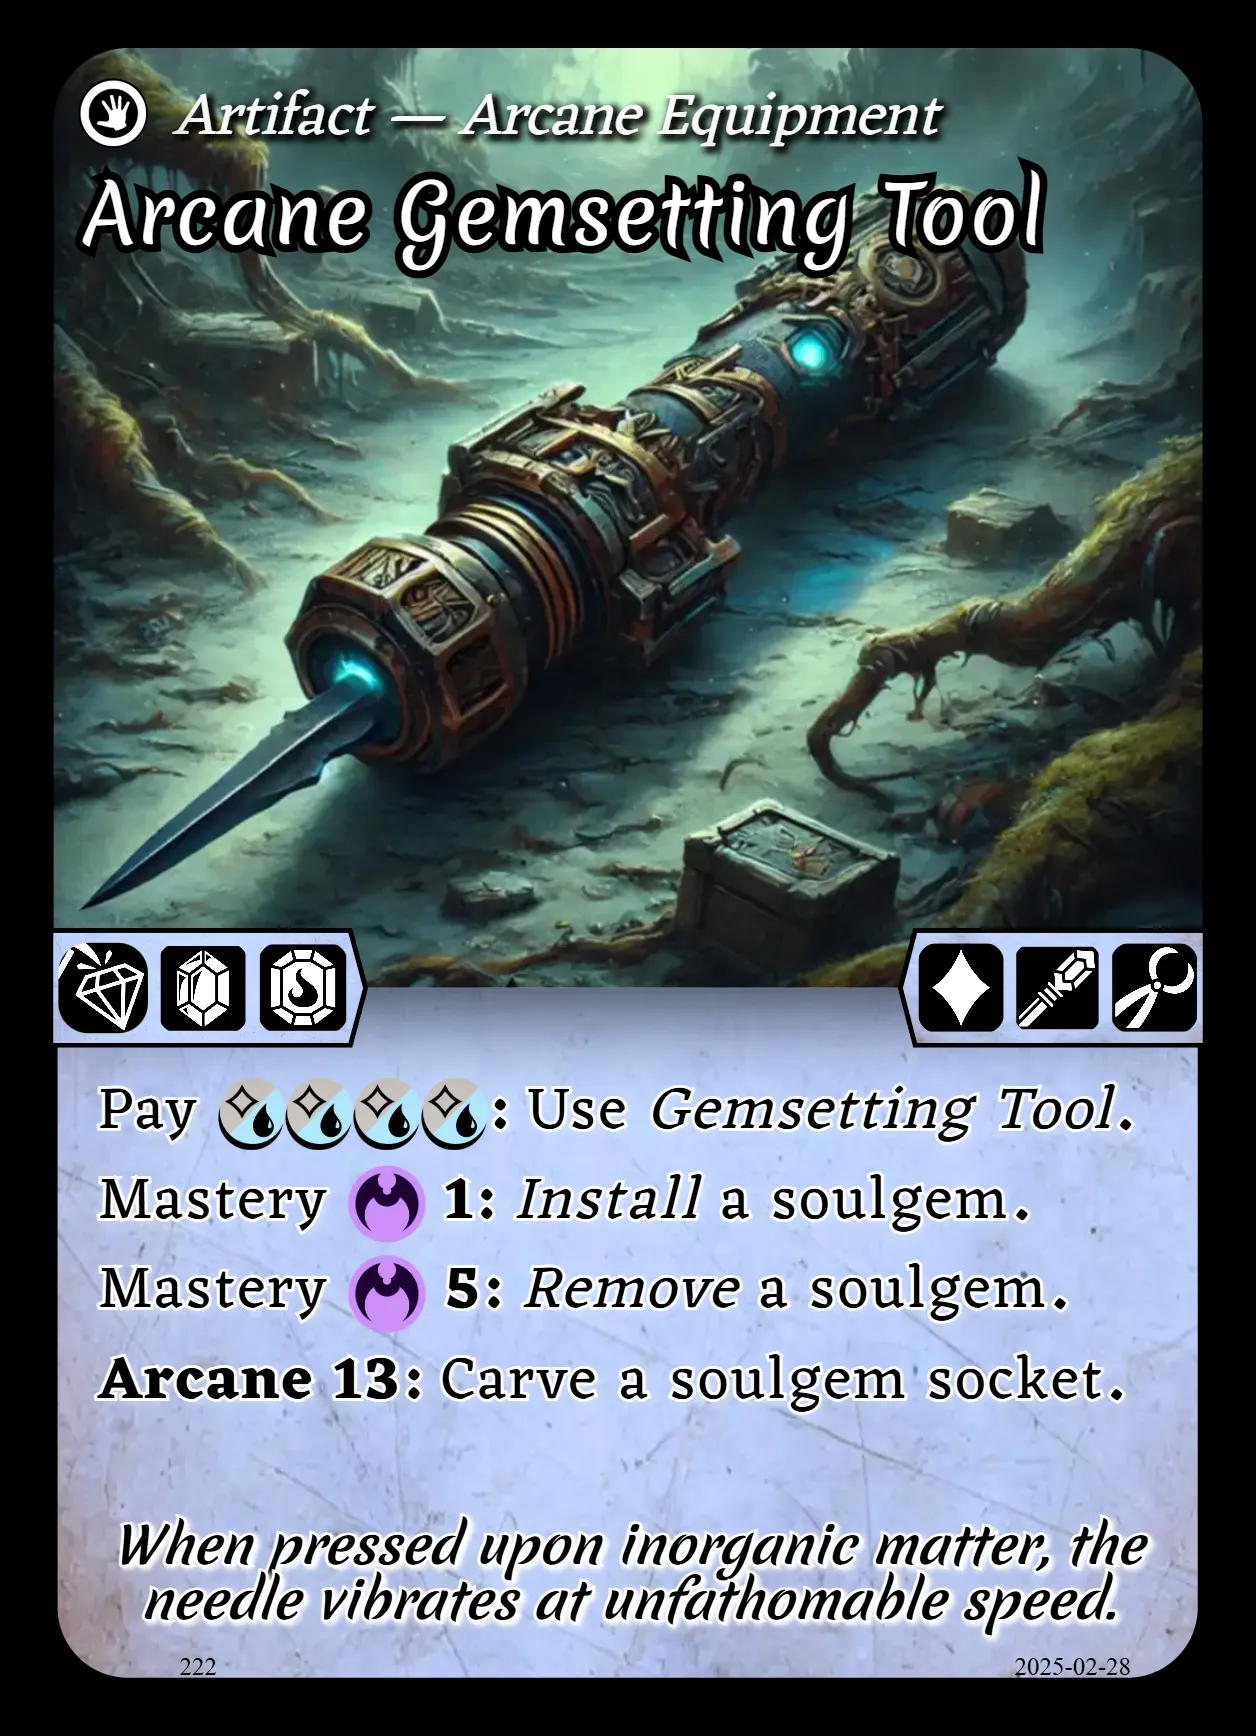 Artifact — Arcane Equipment
Arcane Gemsetting Tool
Pay : Use Gemsetting Tool.
Mastery 1: Install a soulgem.
Mastery 5: Remove a soulgem.
Arcane 13: Carve a soulgem socket.
When pressed upon inorganic matter, the
needle vibrates at unfathomable speed.
222
2025-02-28